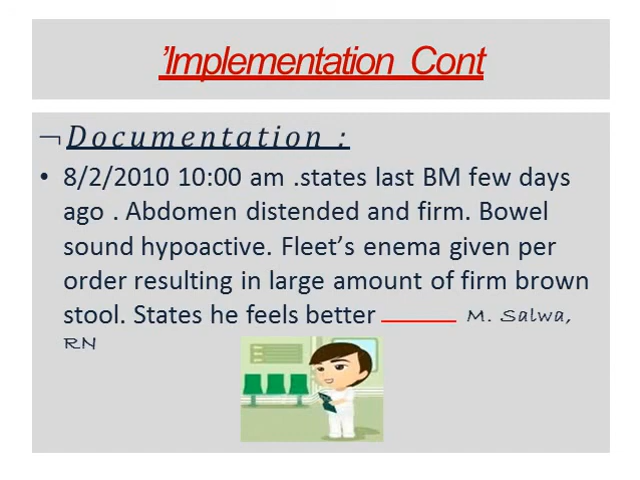 ’Implementation Cont
¬Documentation :
• 8/2/2010 10:00 am .states last BM few days
ago . Abdomen distended and firm. Bowel
sound hypoactive. Fleet’s enema given per
order resulting in large amount of firm brown
stool. States he feels better ______ M. Salwa,
RN